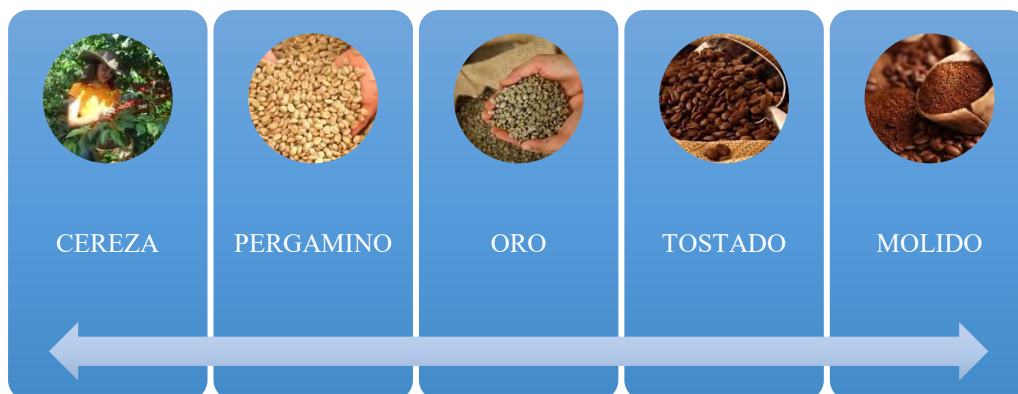 CEREZA
PERGAMINO
ORO
TOSTADO
MOLIDO